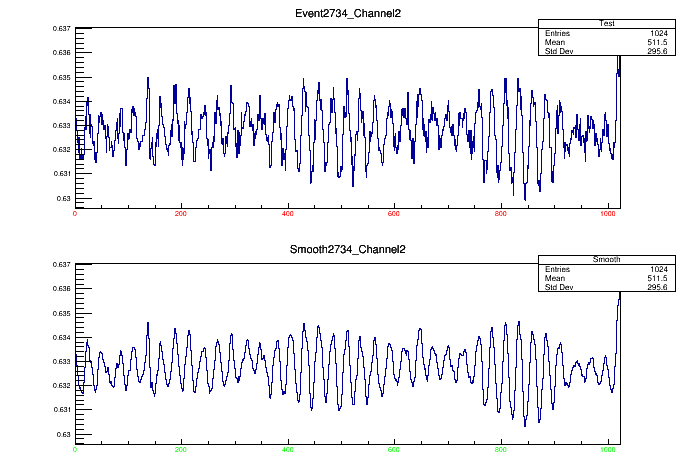 Event2734_Channel2
Test
Entries 1024
Mean 511.5
Std Dev 295.6
0.637
0.636
0.635
0.634
0.633
0.632
0.631
0.63
0 200 400 600 800 1000
Smooth2734_Channel2
Smooth
Entries 1024
Mean 511.5
Std Dev 295.6
0.637
0.636
0.635
0.634
0.633
0.632
0.631
0.63
0 200 400 600 800 1000